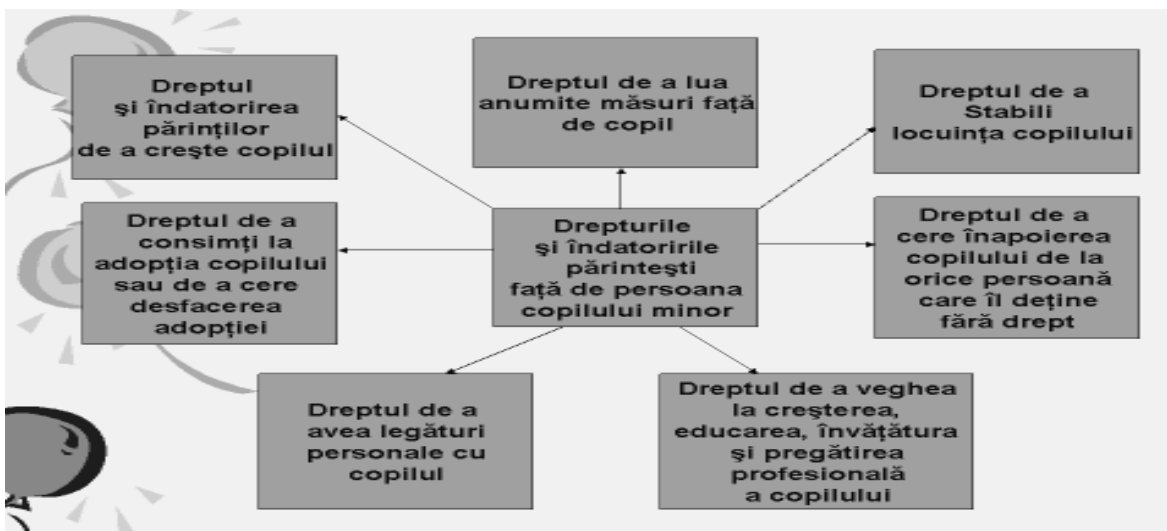 Dreptul
şi îndatorirea
părinţilor
de a creşte copilul
Dreptul de a lua
anumite măsuri faţă
de copil
Dreptul de a
Stabili
locuinţa copilului
Dreptul de a
consimţi la
adopţia copilului
sau de a cere
desfacerea
adopţiei
Drepturile
şi îndatoririle
părinteşti
faţă de persoana
copilului minor
Dreptul de a
cere înapoierea
copilului de la
orice persoană
care îl deţine
fără drept
Dreptul de a
avea legături
personale cu
copilul
Dreptul de a veghea
la creşterea,
educarea, învăţătura
şi pregătirea
profesională
a copilului